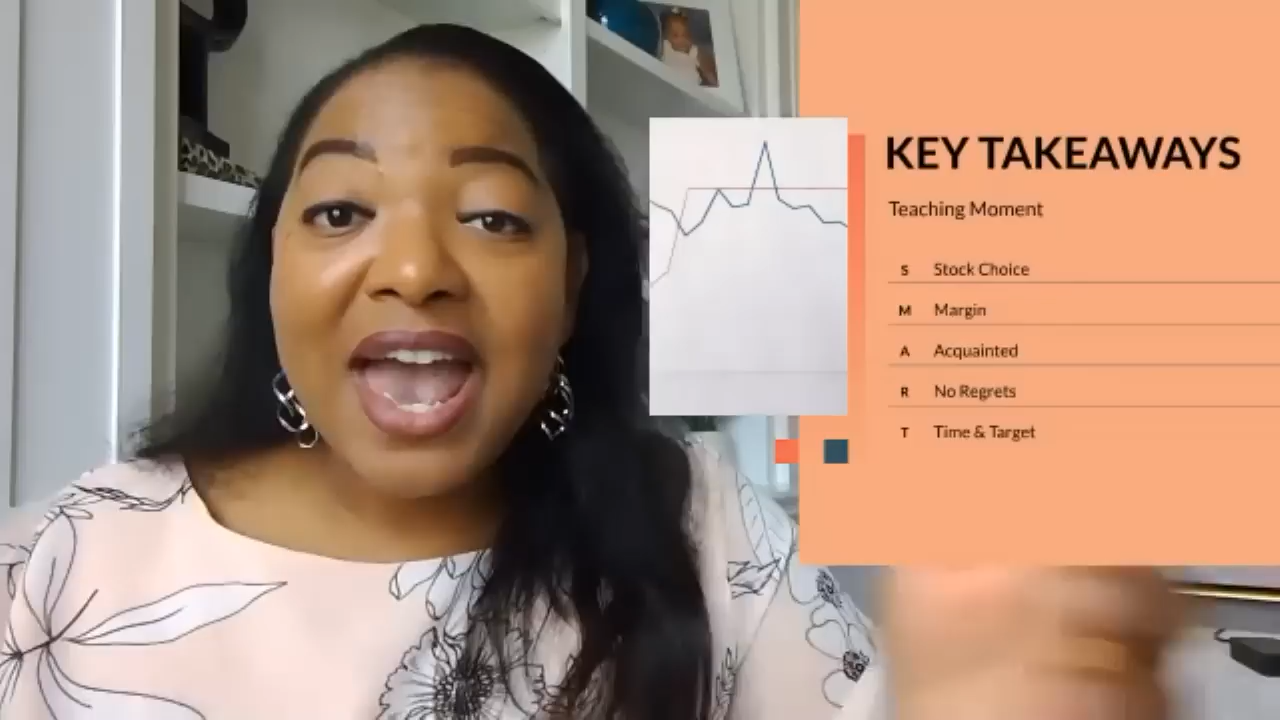 KEY TAKEAWAYS
Teaching Moment
S Stock Choice
M Margin
A Acquainted
R No Regrets
T Time & Target